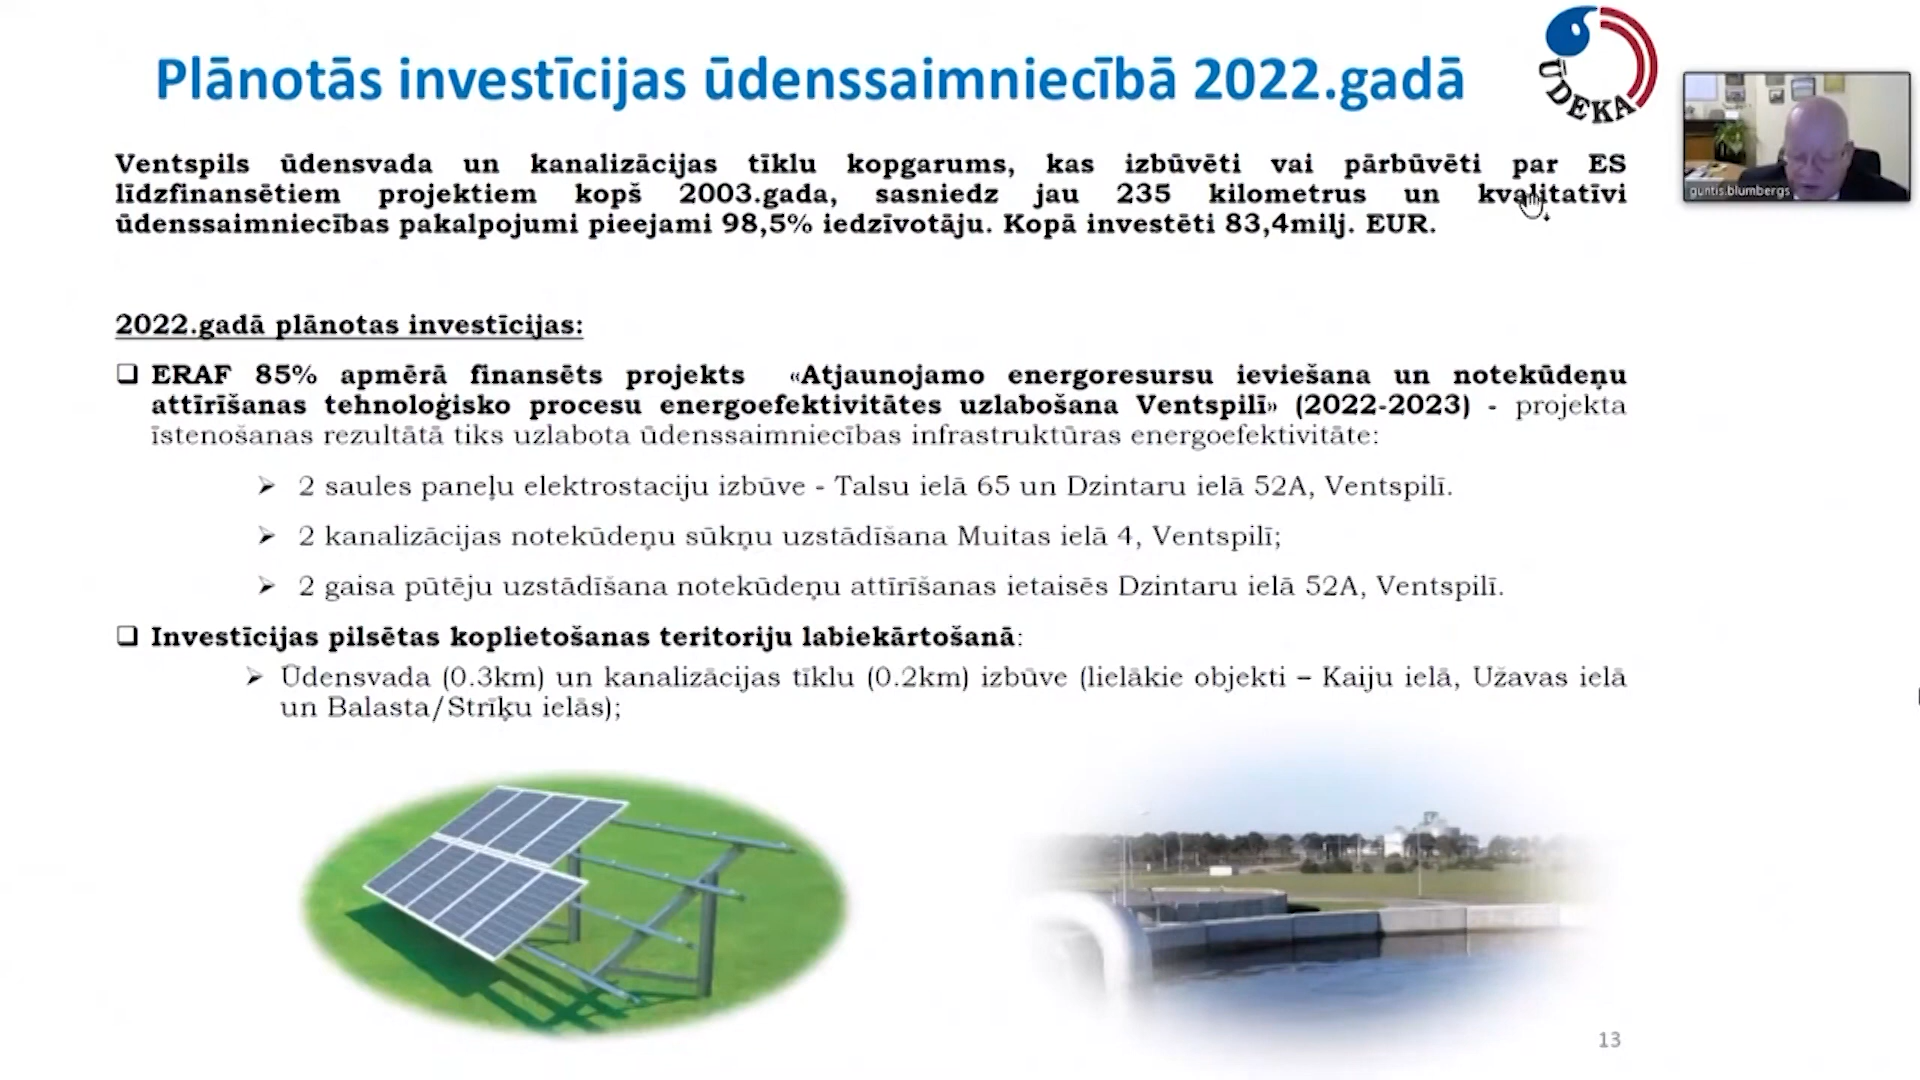 Plānotās investīcijas ūdenssaimniecībā 2022.gadā
ŪDEKA
guntis.blumbergs
Ventspils ūdensvada un kanalizācijas tīklu kopgarums, kas izbūvēti vai pārbūvēti par ES
līdzfinansētiem projektiem kopš 2003.gada, sasniedz jau 235 kilometrus un kvalitatīvi
ūdenssaimniecības pakalpojumi pieejami 98,5% iedzīvotāju. Kopā investēti 83,4milj. EUR.
2022.gadā plānotas investīcijas:
❑ ERAF 85% apmērā finansēts projekts «Atjaunojamo energoresursu ieviešana un notekūdeņu
attīrīšanas tehnoloģisko procesu energoefektivitātes uzlabošana Ventspilī» (2022-2023) - projekta
īstenošanas rezultātā tiks uzlabota ūdenssaimniecības infrastruktūras energoefektivitāte:
➢ 2 saules paneļu elektrostaciju izbūve - Talsu ielā 65 un Dzintaru ielā 52A, Ventspilī.
➢ 2 kanalizācijas notekūdeņu sūkņu uzstādīšana Muitas ielā 4, Ventspilī;
➢ 2 gaisa pūtēju uzstādīšana notekūdeņu attīrīšanas ietaisēs Dzintaru ielā 52A, Ventspilī.
❑ Investīcijas pilsētas koplietošanas teritoriju labiekārtošanā:
➢ Ūdensvada (0.3km) un kanalizācijas tīklu (0.2km) izbūve (lielākie objekti – Kaiju ielā, Užavas ielā
un Balasta/Strīķu ielās);
13